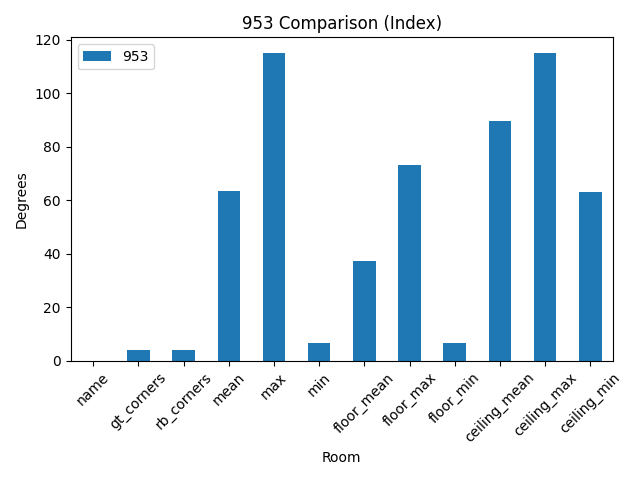 953 Comparison (Index)
953
Degrees
120
100
80
60
40
20
0
name
gt_corners
rb_corners
mean
max
min
floor_mean
floor_max
floor_min
ceiling_mean
ceiling_max
ceiling_min
Room